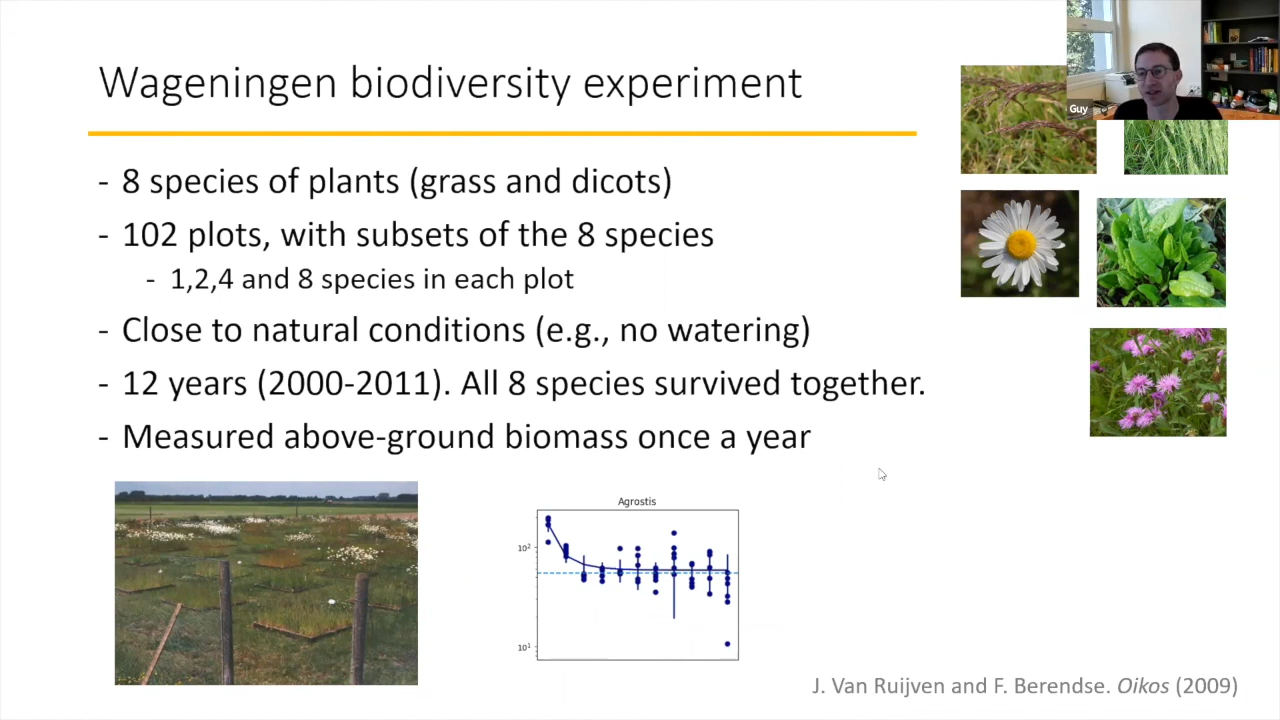 Wageningen biodiversity experiment
Guy
- 8 species of plants (grass and dicots)
- 102 plots, with subsets of the 8 species
- 1,2,4 and 8 species in each plot
- Close to natural conditions (e.g., no watering)
- 12 years (2000-2011). All 8 species survived together.
- Measured above-ground biomass once a year
Agrostis
10²
10¹
J. Van Ruijven and F. Berendse. Oikos (2009)